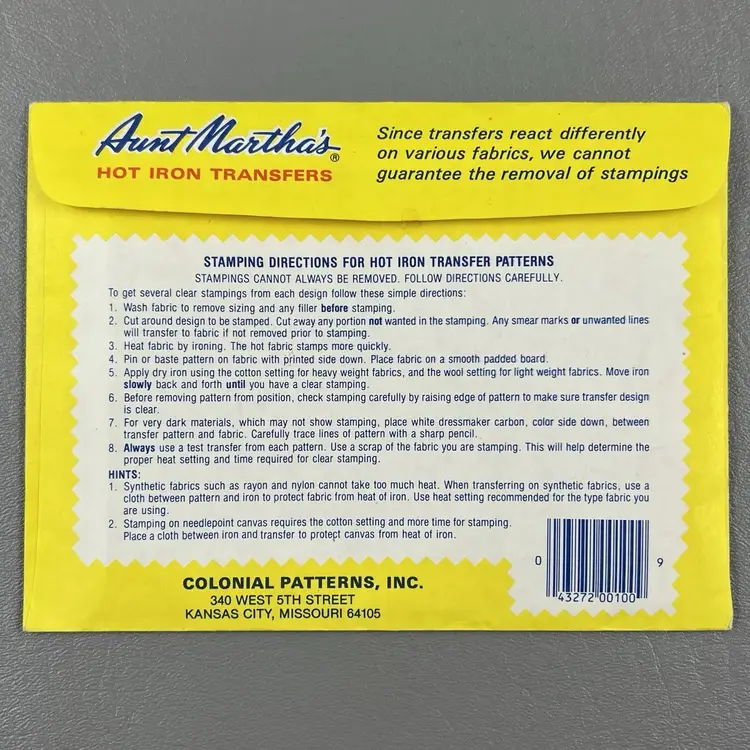 Aunt Martha's®
HOT IRON TRANSFERS
Since transfers react differently
on various fabrics, we cannot
guarantee the removal of stampings
STAMPING DIRECTIONS FOR HOT IRON TRANSFER PATTERNS
STAMPINGS CANNOT ALWAYS BE REMOVED. FOLLOW DIRECTIONS CAREFULLY.
To get several clear stampings from each design follow these simple directions:
1. Wash fabric to remove sizing and any filler before stamping.
2. Cut around design to be stamped. Cut away any portion not wanted in the stamping. Any smear marks or unwanted lines
will transfer to fabric if not removed prior to stamping.
3. Heat fabric by ironing. The hot fabric stamps more quickly.
4. Pin or baste pattern on fabric with printed side down. Place fabric on a smooth padded board.
5. Apply dry iron using the cotton setting for heavy weight fabrics, and the wool setting for light weight fabrics. Move iron
slowly back and forth until you have a clear stamping.
6. Before removing pattern from position, check stamping carefully by raising edge of pattern to make sure transfer design
is clear.
7. For very dark materials, which may not show stamping, place white dressmaker carbon, color side down, between
transfer pattern and fabric. Carefully trace lines of pattern with a sharp pencil.
8. Always use a test transfer from each pattern. Use a scrap of the fabric you are stamping. This will help determine the
proper heat setting and time required for clear stamping.
HINTS:
1. Synthetic fabrics such as rayon and nylon cannot take too much heat. When transferring on synthetic fabrics, use a
cloth between pattern and iron to protect fabric from heat of iron. Use heat setting recommended for the type fabric you
are using.
2. Stamping on needlepoint canvas requires the cotton setting and more time for stamping.
Place a cloth between iron and transfer to protect canvas from heat of iron.
0 43272 00100 9
COLONIAL PATTERNS, INC.
340 WEST 5TH STREET
KANSAS CITY, MISSOURI 64105